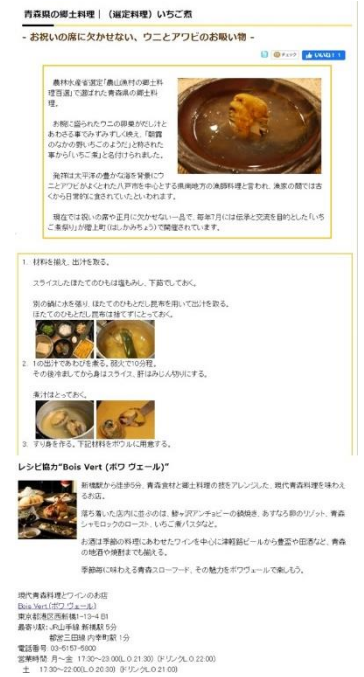 青森県の郷土料理｜（選定料理）いちご煮
- お祝いの席に欠かせない、ウニとアワビのお吸い物 -
チェック
いいね！
農林水産省選定「農山漁村の郷土料
理百選」で選ばれた青森県の郷土料
理。
お椀に盛られたウニの卵巣がだし汁と
あわさる事でみずみずしく映え、「朝靄
のなかの野いちごのようだ」と称された
事から「いちご煮」と名付けられました。
発祥は太平洋の豊かな海を背景にウ
ニとアワビがよくとれた八戸市を中心とする県南地方の漁師料理と言われ、漁家の間では古
くから日常的に食されていたといわれます。
現在では祝いの席や正月に欠かせない一品で、毎年7月には伝承と交流を目的とした「いち
ご煮祭り」が階上町(はしかみちょう)で開催されています。
1. 材料を揃え、出汁を取る。
スライスしたほたてのひもは塩もみし、下茹でしておく。
別の鍋に水を張り、ほたてのひもとだし昆布を用いて出汁を取る。
ほたてのひもとだし昆布は捨てずにとっておく。
2. 1の出汁であわびを煮る。弱火で10分程。
その後冷ましてから身はスライス、肝はみじん切りにする。
煮汁はとっておく。
3. すり身を作る。下記材料をボウルに用意する。
レシピ協力“Bois Vert (ボワ ヴェール)”
新橋駅から徒歩5分、青森食材と郷土料理の技をアレンジした、現代青森料理を味わえ
るお店。
落ち着いた店内に並ぶのは、鰺ヶ沢アンチョビーの鍋焼き、あすなろ卵のリゾット、青森
シャモロックのロースト、いちご煮パスタなど。
お酒は季節の料理にあわせたワインを中心に津軽路ビールから豊盃や田酒など、青森
の地酒や焼酎までも揃える。
季節毎に味わえる青森スローフード、その魅力をボワヴェールで楽しもう。
現代青森料理とワインのお店
Bois Vert (ボワ ヴェール)
東京都港区西新橋1-13-4 B1
最寄り駅: JR山手線 新橋駅 5分
都営三田線 内幸町駅 1分
電話番号: 03-5157-5800
営業時間: 月～金 17:30～23:00(L.O.21:30) (ドリンクL.O.22:00)
土 17:30～22:00(L.O.20:30) (ドリンクL.O.21:00)